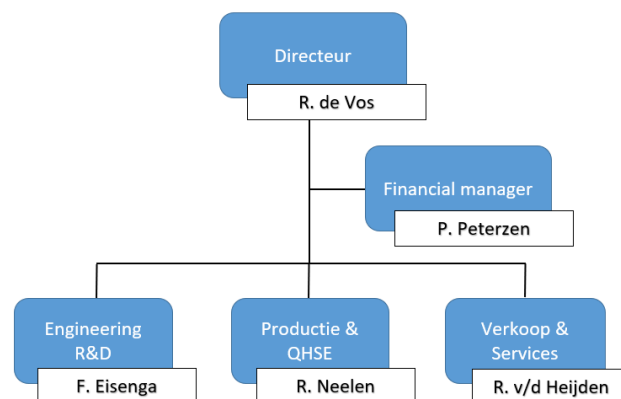 Directeur
R. de Vos
Financial manager
P. Peterzen
Engineering
R&D
F. Eisenga
Productie &
QHSE
R. Neelen
Verkoop &
Services
R. v/d Heijden